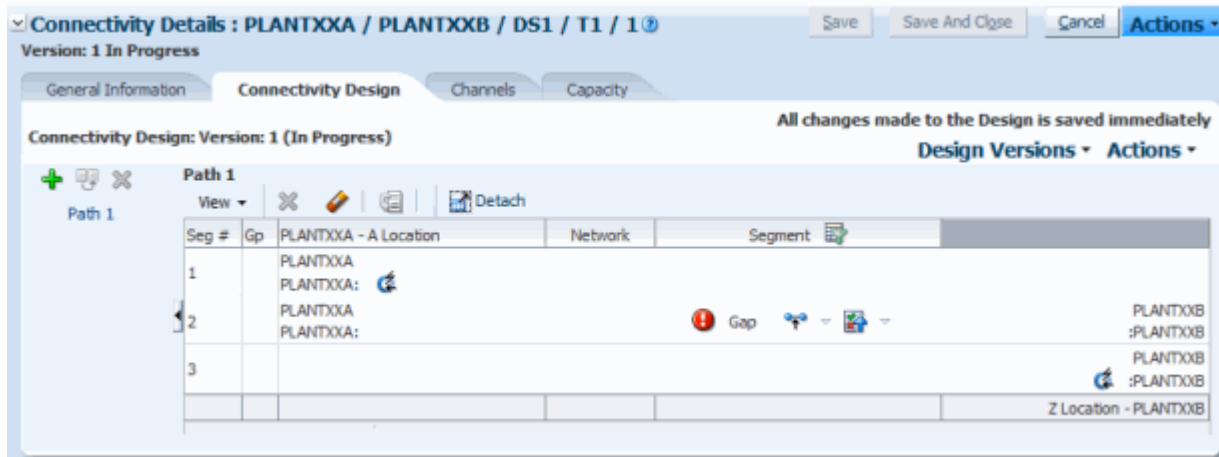 Connectivity Details : PLANTXXA / PLANTXXB / DS1 / T1 / 1
Save
Save And Close
Cancel
Actions
Version: 1 In Progress
General Information
Connectivity Design
Channels
Capacity
All changes made to the Design is saved immediately
Connectivity Design: Version: 1 (In Progress)
Design Versions
Actions
Path 1
Path 1
View
Detach
Seg # Gp PLANTXXA - A Location Network Segment
1
PLANTXXA
PLANTXXA:
2
PLANTXXA
PLANTXXA:
Gap
PLANTXXB
:PLANTXXB
3
PLANTXXB
:PLANTXXB
Z Location - PLANTXXB